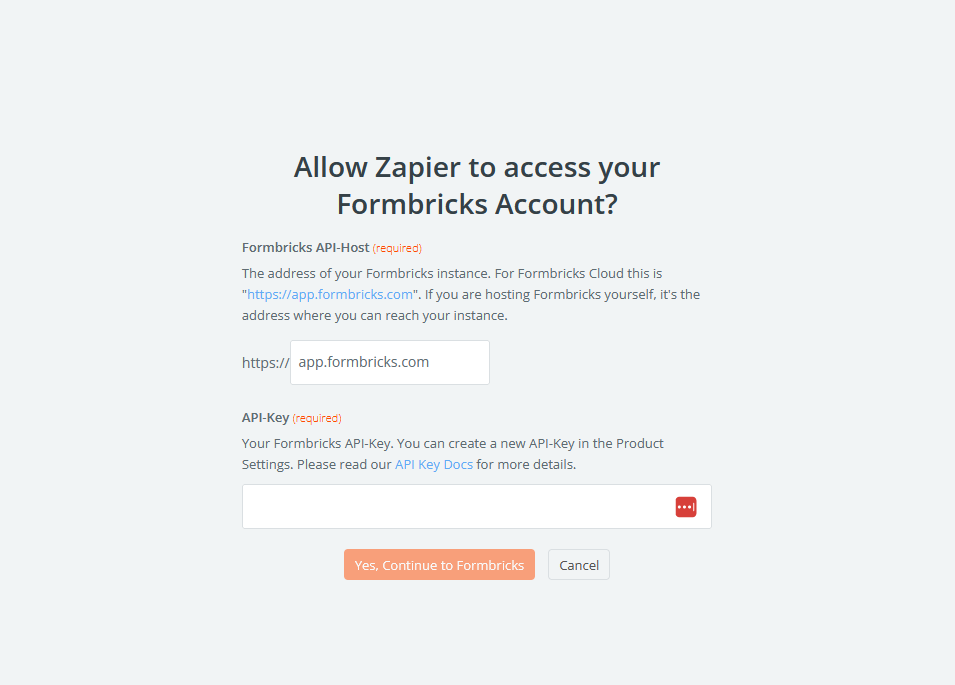 Allow Zapier to access your
Formbricks Account?
Formbricks API-Host (required)
The address of your Formbricks instance. For Formbricks Cloud this is
"https://app.formbricks.com". If you are hosting Formbricks yourself, it's the
address where you can reach your instance.
https:// app.formbricks.com
API-Key (required)
Your Formbricks API-Key. You can create a new API-Key in the Product
Settings. Please read our API Key Docs for more details.
Yes, Continue to Formbricks Cancel